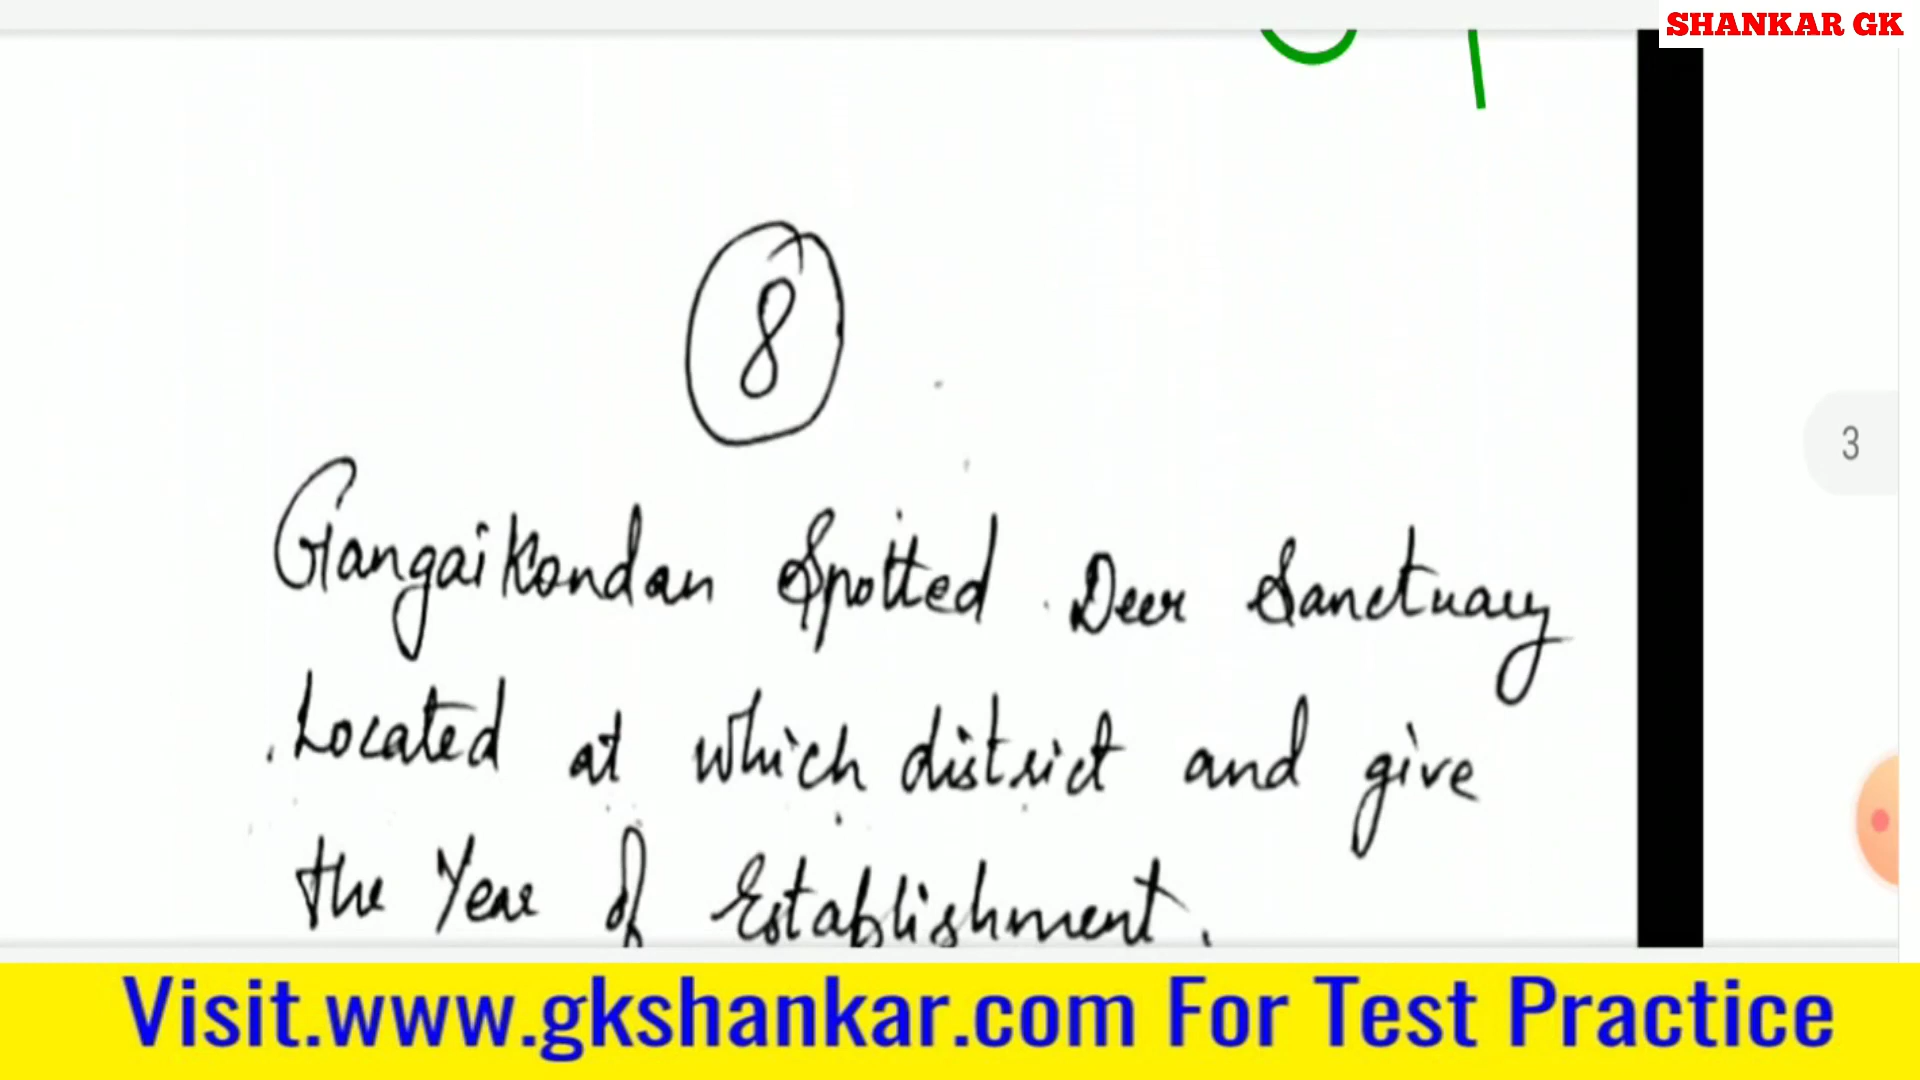 SHANKAR GK
8
Gangaikondan Spotted Deer Sanctuary
Located at which district and give
3
the Year of Establishment.
Visit.www.gkshankar.com For Test Practice